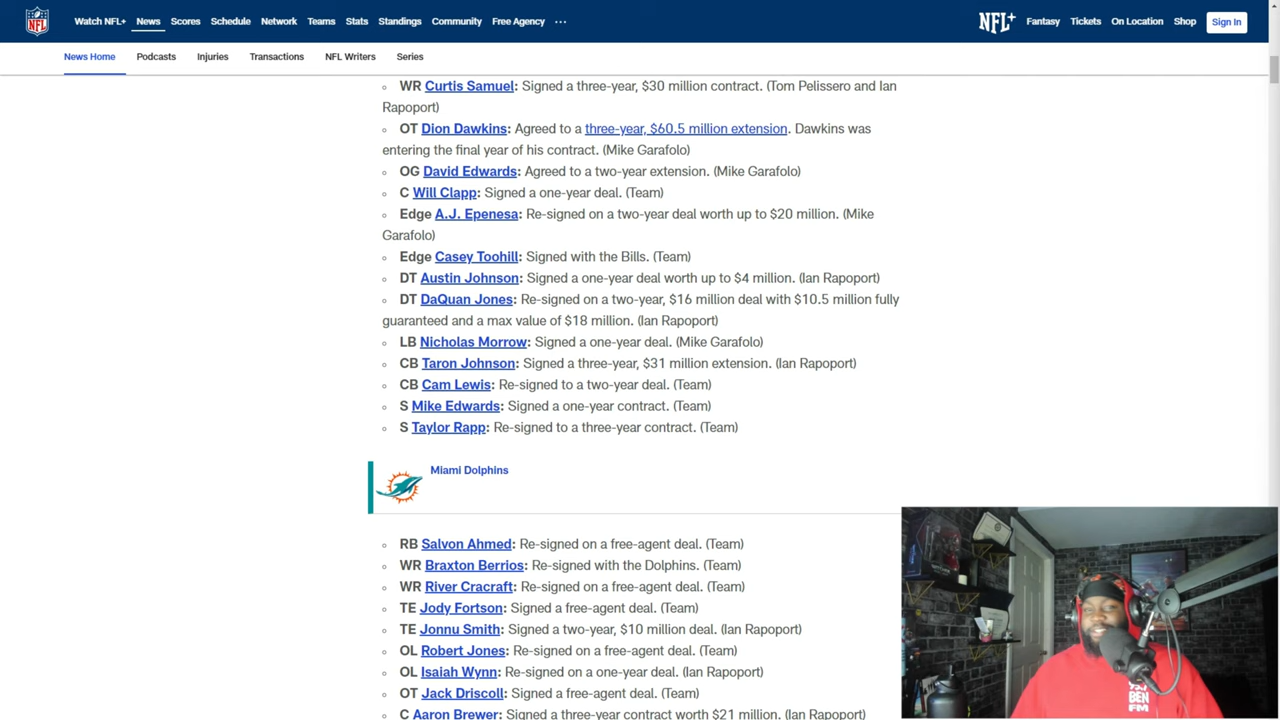 Watch NFL+ News Scores Schedule Network Teams Stats Standings Community Free Agency ... NFL+ Fantasy Tickets On Location Shop Sign In
News Home Podcasts Injuries Transactions NFL Writers Series
WR Curtis Samuel: Signed a three-year, $30 million contract. (Tom Pelissero and Ian
Rapoport)
OT Dion Dawkins: Agreed to a three-year, $60.5 million extension. Dawkins was
entering the final year of his contract. (Mike Garafolo)
OG David Edwards: Agreed to a two-year extension. (Mike Garafolo)
C Will Clapp: Signed a one-year deal. (Team)
Edge A.J. Epenesa: Re-signed on a two-year deal worth up to $20 million. (Mike
Garafolo)
Edge Casey Toohill: Signed with the Bills. (Team)
DT Austin Johnson: Signed a one-year deal worth up to $4 million. (Ian Rapoport)
DT DaQuan Jones: Re-signed on a two-year, $16 million deal with $10.5 million fully
guaranteed and a max value of $18 million. (Ian Rapoport)
LB Nicholas Morrow: Signed a one-year deal. (Mike Garafolo)
CB Taron Johnson: Signed a three-year, $31 million extension. (Ian Rapoport)
CB Cam Lewis: Re-signed to a two-year deal. (Team)
S Mike Edwards: Signed a one-year contract. (Team)
S Taylor Rapp: Re-signed to a three-year contract. (Team)
Miami Dolphins
RB Salvon Ahmed: Re-signed on a free-agent deal. (Team)
WR Braxton Berrios: Re-signed with the Dolphins. (Team)
WR River Cracraft: Re-signed on a free-agent deal. (Team)
TE Jody Fortson: Signed a free-agent deal. (Team)
TE Jonnu Smith: Signed a two-year, $10 million deal. (Ian Rapoport)
OL Robert Jones: Re-signed on a free-agent deal. (Team)
OL Isaiah Wynn: Re-signed on a one-year deal. (Ian Rapoport)
OT Jack Driscoll: Signed a free-agent deal. (Team)
C Aaron Brewer: Signed a three-year contract worth $21 million. (Ian Rapoport)
BEN
FM